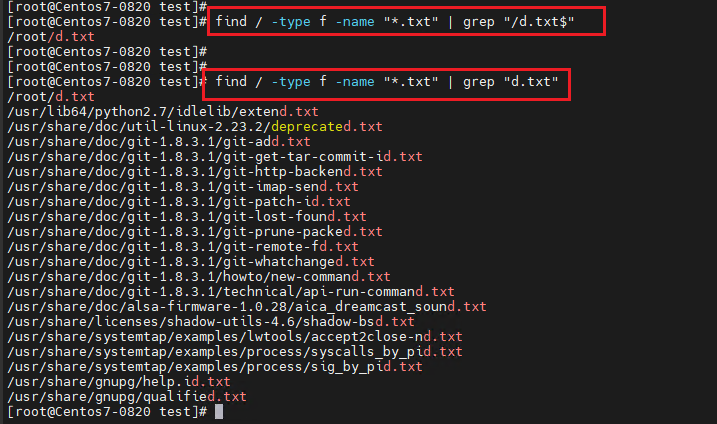 [root@Centos7-0820 test]#
[root@Centos7-0820 test]# find / -type f -name "*.txt" | grep "/d.txt$"
/root/d.txt
[root@Centos7-0820 test]#
[root@Centos7-0820 test]#
[root@Centos7-0820 test]# find / -type f -name "*.txt" | grep "d.txt"
/root/d.txt
/usr/lib64/python2.7/idlelib/extend.txt
/usr/share/doc/util-linux-2.23.2/deprecated.txt
/usr/share/doc/git-1.8.3.1/git-add.txt
/usr/share/doc/git-1.8.3.1/git-get-tar-commit-id.txt
/usr/share/doc/git-1.8.3.1/git-http-backend.txt
/usr/share/doc/git-1.8.3.1/git-imap-send.txt
/usr/share/doc/git-1.8.3.1/git-patch-id.txt
/usr/share/doc/git-1.8.3.1/git-lost-found.txt
/usr/share/doc/git-1.8.3.1/git-prune-packed.txt
/usr/share/doc/git-1.8.3.1/git-remote-fd.txt
/usr/share/doc/git-1.8.3.1/git-whatchanged.txt
/usr/share/doc/git-1.8.3.1/howto/new-command.txt
/usr/share/doc/git-1.8.3.1/technical/api-run-command.txt
/usr/share/doc/alsa-firmware-1.0.28/aica_dreamcast_sound.txt
/usr/share/licenses/shadow-utils-4.6/shadow-bsd.txt
/usr/share/systemtap/examples/lwtools/accept2close-nd.txt
/usr/share/systemtap/examples/process/syscalls_by_pid.txt
/usr/share/systemtap/examples/process/sig_by_pid.txt
/usr/share/gnupg/help.id.txt
/usr/share/gnupg/qualified.txt
[root@Centos7-0820 test]#